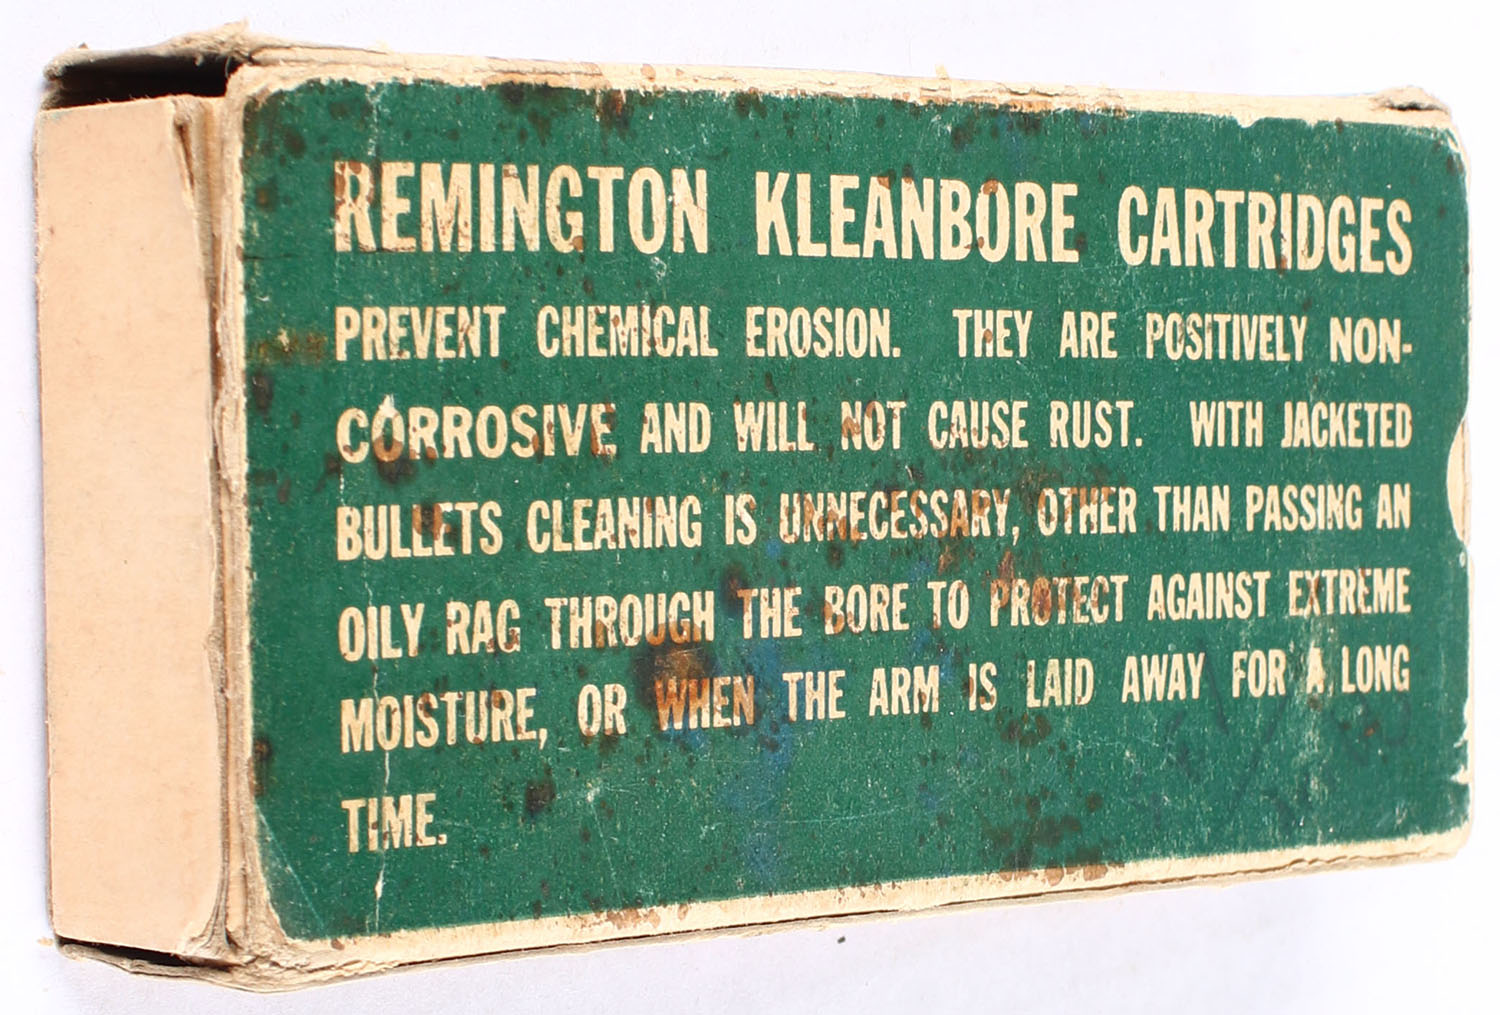 REMINGTON KLEANBORE CARTRIDGES
PREVENT CHEMICAL EROSION. THEY ARE POSITIVELY NON-
CORROSIVE AND WILL NOT CAUSE RUST. WITH JACKETED
BULLETS CLEANING IS UNNECESSARY, OTHER THAN PASSING AN
OILY RAG THROUGH THE BORE TO PROTECT AGAINST EXTREME
MOISTURE, OR WHEN THE ARM IS LAID AWAY FOR A LONG
TIME.